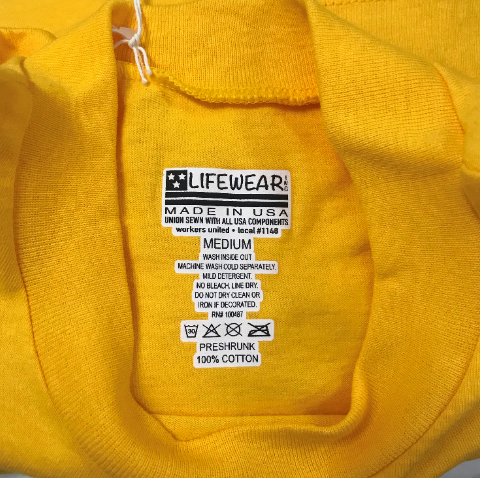 LIFEWEAR INC
MADE IN USA
UNION SEWN WITH ALL USA COMPONENTS
workers united • local #1148
MEDIUM
WASH INSIDE OUT
MACHINE WASH COLD SEPARATELY.
MILD DETERGENT.
NO BLEACH. LINE DRY.
DO NOT DRY CLEAN OR
IRON IF DECORATED.
RN# 100487
30
PRESHRUNK
100% COTTON